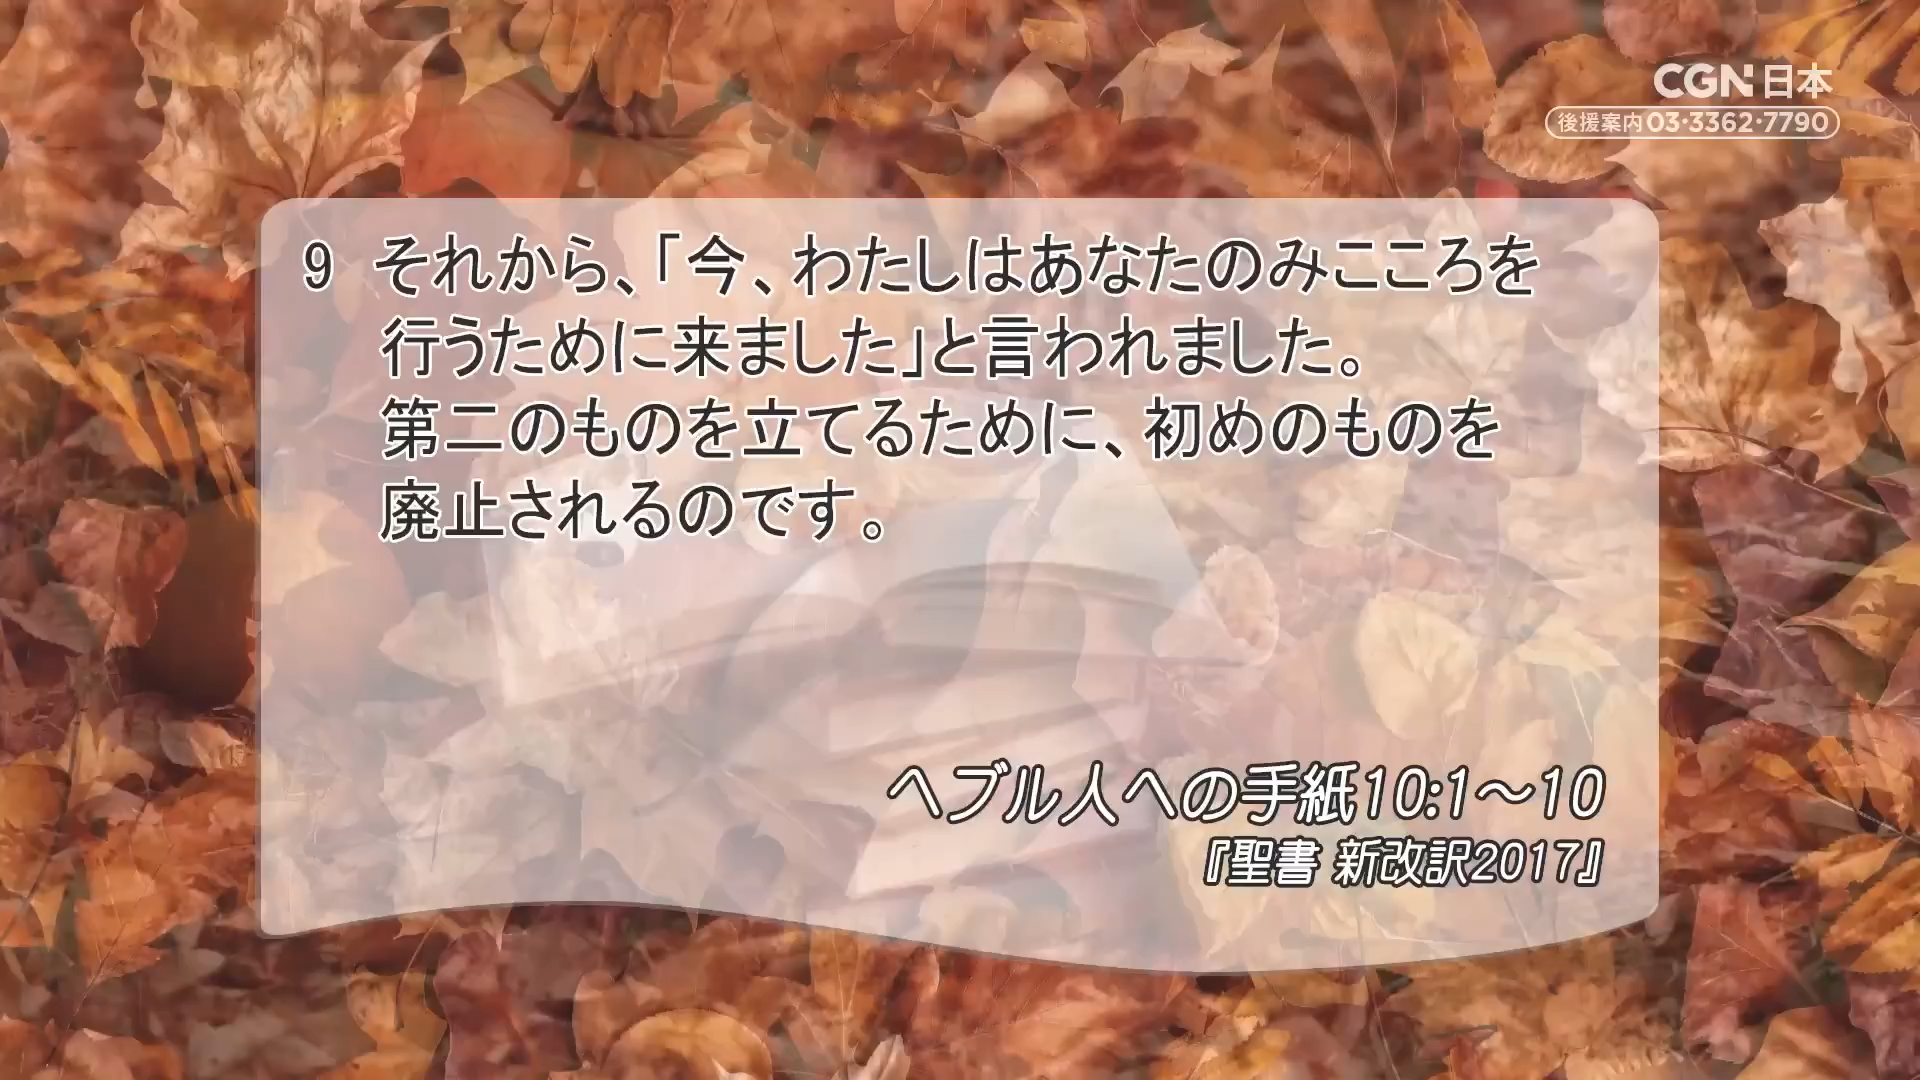 CGN日本
後援案内03·3362·7790
9 それから、「今、わたしはあなたのみこころを
行うために来ました」と言われました。
第二のものを立てるために、初めのものを
廃止されるのです。
ヘブル人への手紙10:1～10
『聖書 新改訳2017』